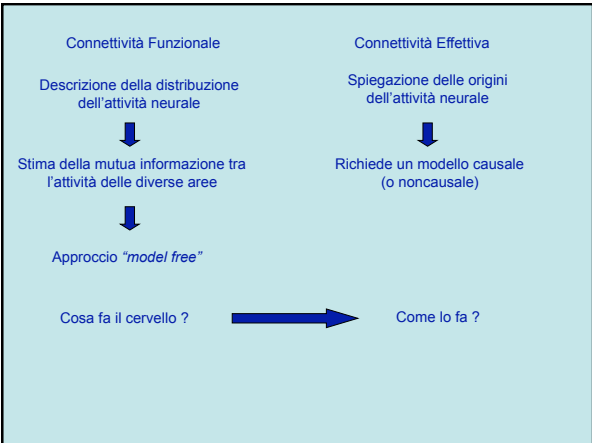 Connettività Funzionale
Descrizione della distribuzione
dell'attività neurale
Stima della mutua informazione tra
l'attività delle diverse aree
Approccio "model free"
Cosa fa il cervello ?
Connettività Effettiva
Spiegazione delle origini
dell'attività neurale
Richiede un modello causale
(o noncausale)
Come lo fa ?